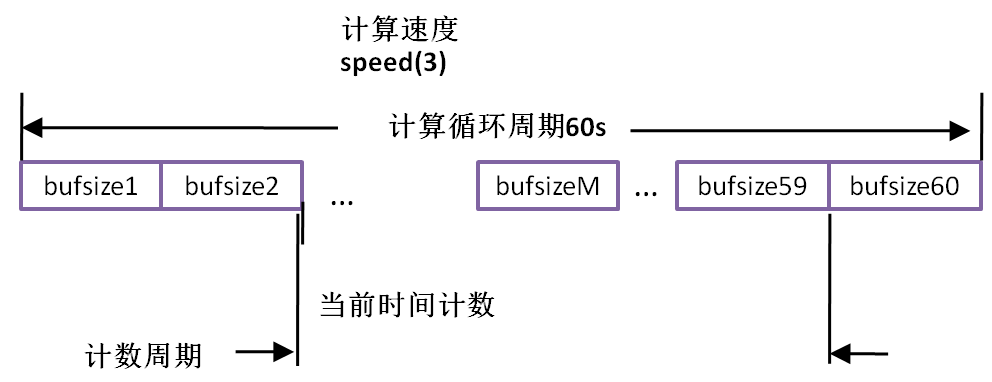 计算速度
speed(3)
计算循环周期60s
bufsize1 bufsize2 ... bufsizeM ... bufsize59 bufsize60
当前时间计数
计数周期